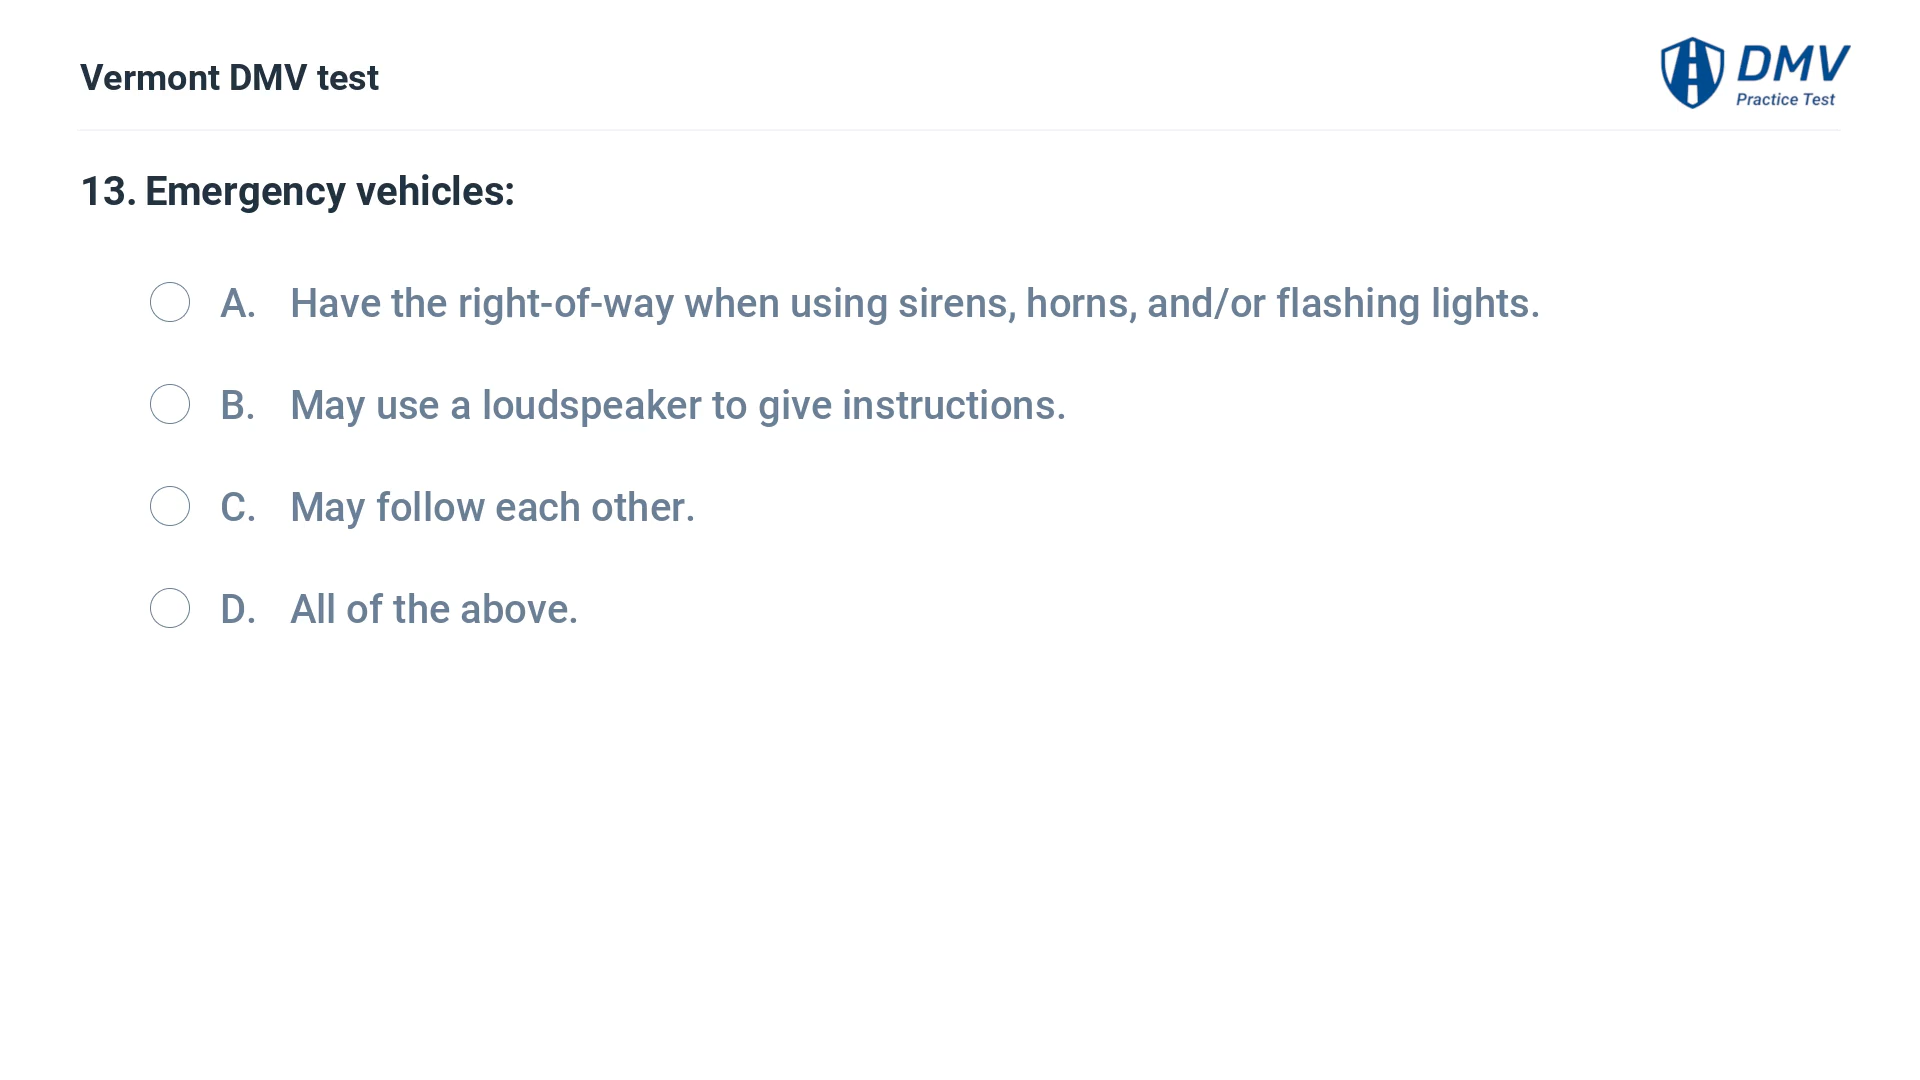 Vermont DMV test
DMV
Practice Test
13. Emergency vehicles:
A. Have the right-of-way when using sirens, horns, and/or flashing lights.
B. May use a loudspeaker to give instructions.
C. May follow each other.
D. All of the above.